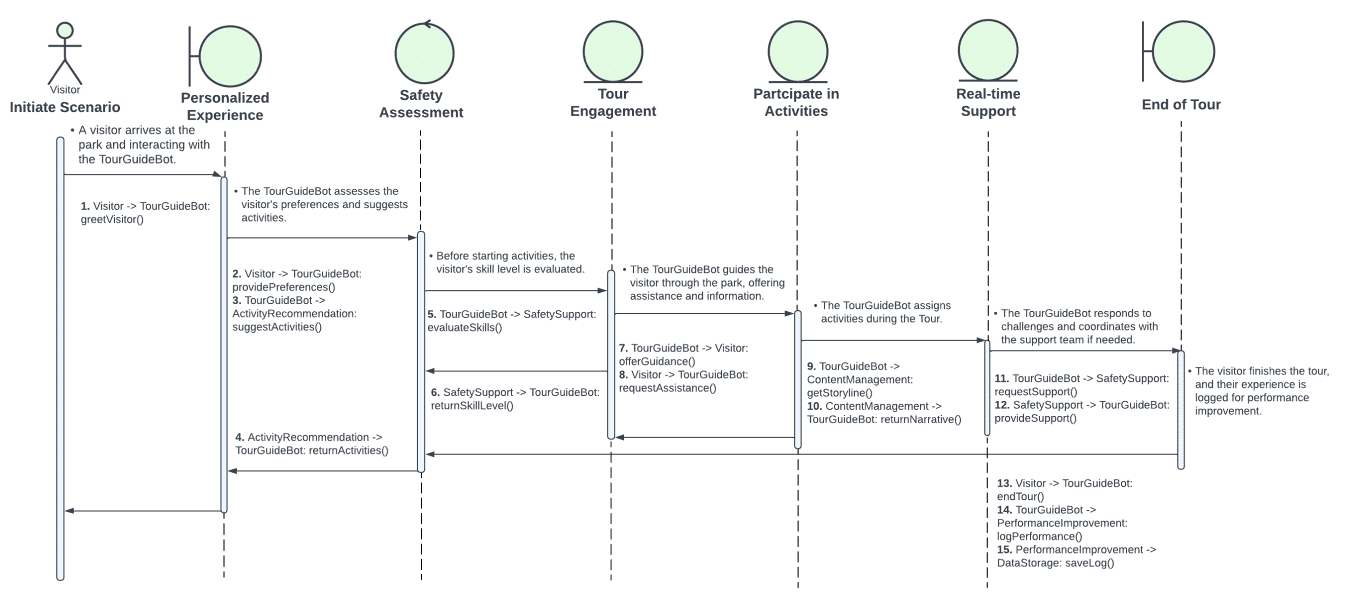 Visitor
Initiate Scenario
Personalized
Experience
Safety
Assessment
Tour
Engagement
Partcipate in
Activities
Real-time
Support
End of Tour
• A visitor arrives at the
park and interacting with
the TourGuideBot.
1. Visitor -> TourGuideBot:
greetVisitor()
• The TourGuideBot assesses the
visitor's preferences and suggests
activities.
2. Visitor -> TourGuideBot:
providePreferences()
3. TourGuideBot ->
ActivityRecommendation:
suggestActivities()
4. ActivityRecommendation ->
TourGuideBot: returnActivities()
• Before starting activities, the
visitor's skill level is evaluated.
5. TourGuideBot -> SafetySupport:
evaluateSkills()
6. SafetySupport -> TourGuideBot:
returnSkillLevel()
• The TourGuideBot guides the
visitor through the park, offering
assistance and information.
7. TourGuideBot -> Visitor:
offerGuidance()
8. Visitor -> TourGuideBot:
requestAssistance()
• The TourGuideBot assigns
activities during the Tour.
9. TourGuideBot ->
ContentManagement:
getStoryline()
10. ContentManagement ->
TourGuideBot: returnNarrative()
• The TourGuideBot responds to
challenges and coordinates with
the support team if needed.
11. TourGuideBot -> SafetySupport:
requestSupport()
12. SafetySupport -> TourGuideBot:
provideSupport()
• The visitor finishes the tour,
and their experience is
logged for performance
improvement.
13. Visitor -> TourGuideBot:
endTour()
14. TourGuideBot ->
PerformanceImprovement:
logPerformance()
15. PerformanceImprovement ->
DataStorage: saveLog()